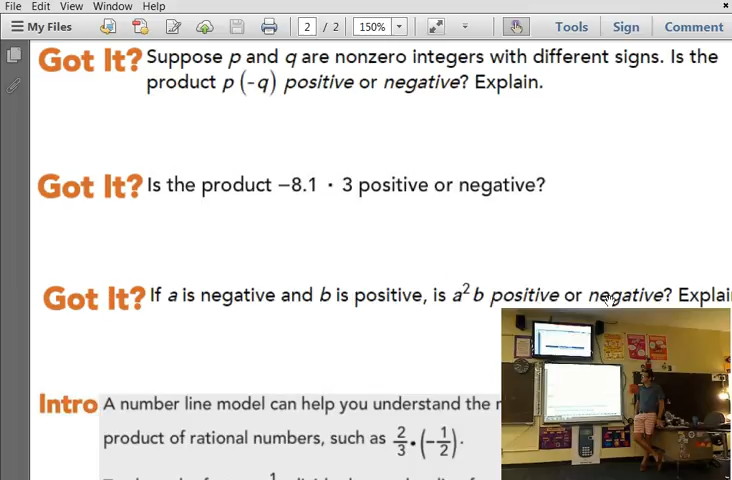 File Edit View Window Help
My Files 2 / 2 150% Tools Sign Comment
Got It? Suppose p and q are nonzero integers with different signs. Is the
product p (-q) positive or negative? Explain.
Got It? Is the product −8.1 · 3 positive or negative?
Got It? If a is negative and b is positive, is a²b positive or negative? Explai
Intro A number line model can help you understand the
product of rational numbers, such as 2/3 · (−1/2).